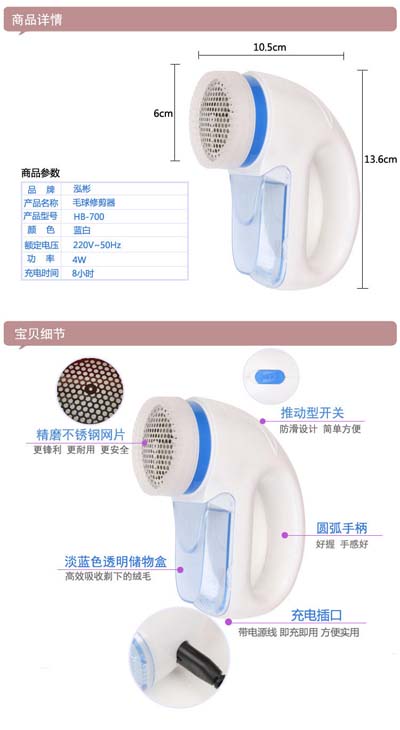 商品详情
10.5cm
6cm
13.6cm
商品参数
品 牌 泓彬
产品名称 毛球修剪器
产品型号 HB-700
颜 色 蓝白
额定电压 220V~50Hz
功 率 4W
充电时间 8小时
宝贝细节
推动型开关
防滑设计 简单方便
精磨不锈钢网片
更锋利 更耐用 更安全
圆弧手柄
好握 手感好
淡蓝色透明储物盒
高效吸收剃下的绒毛
充电插口
带电源线 即充即用 方便实用